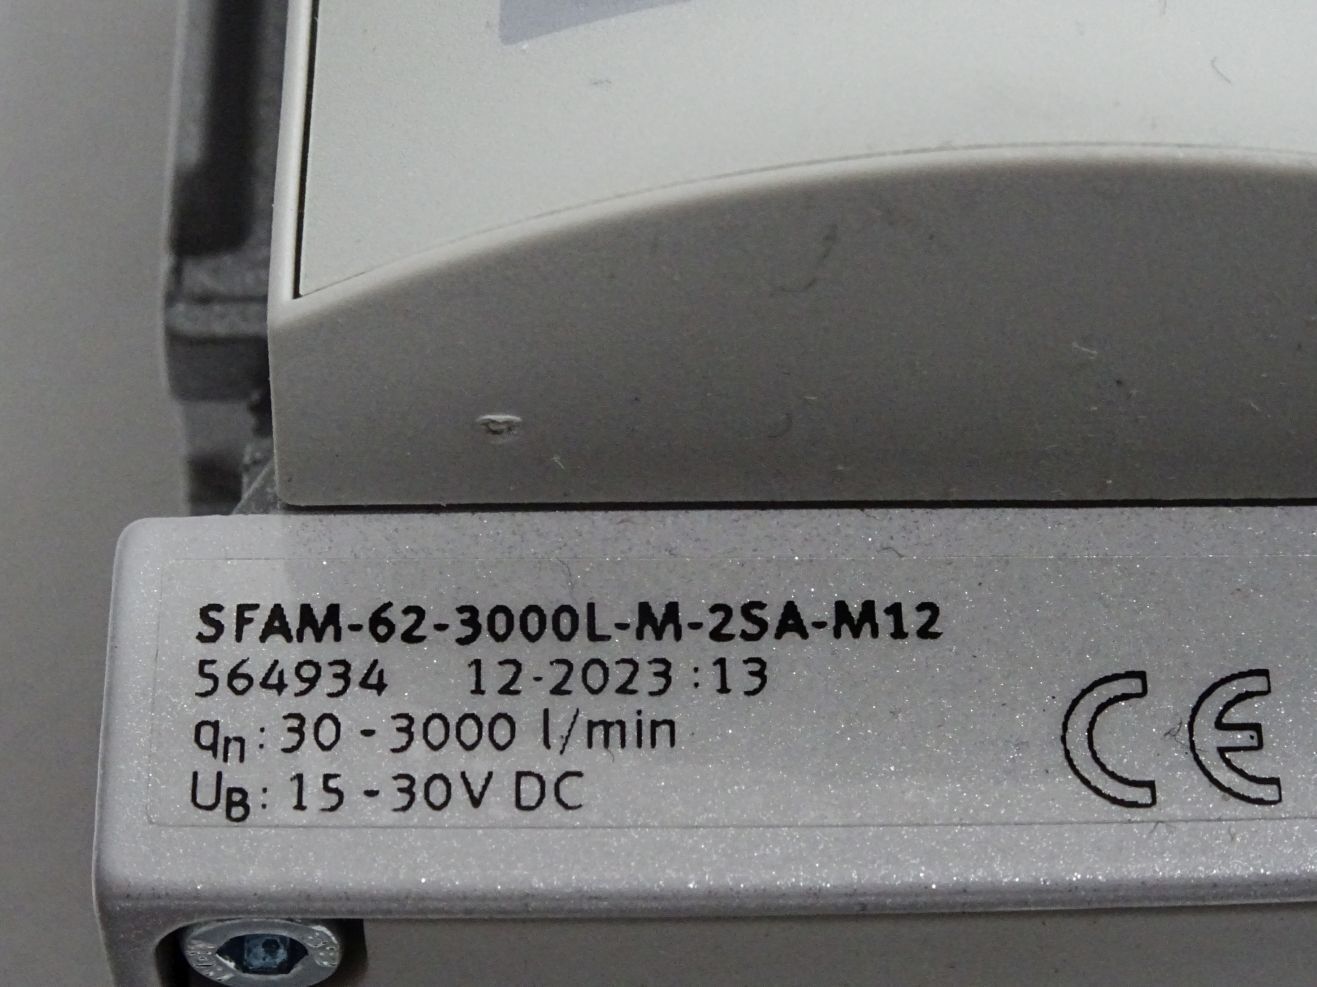 SFAM-62-3000L-M-2SA-M12
564934 12-2023:13
qn: 30-3000 l/min
UB: 15-30V DC
CE